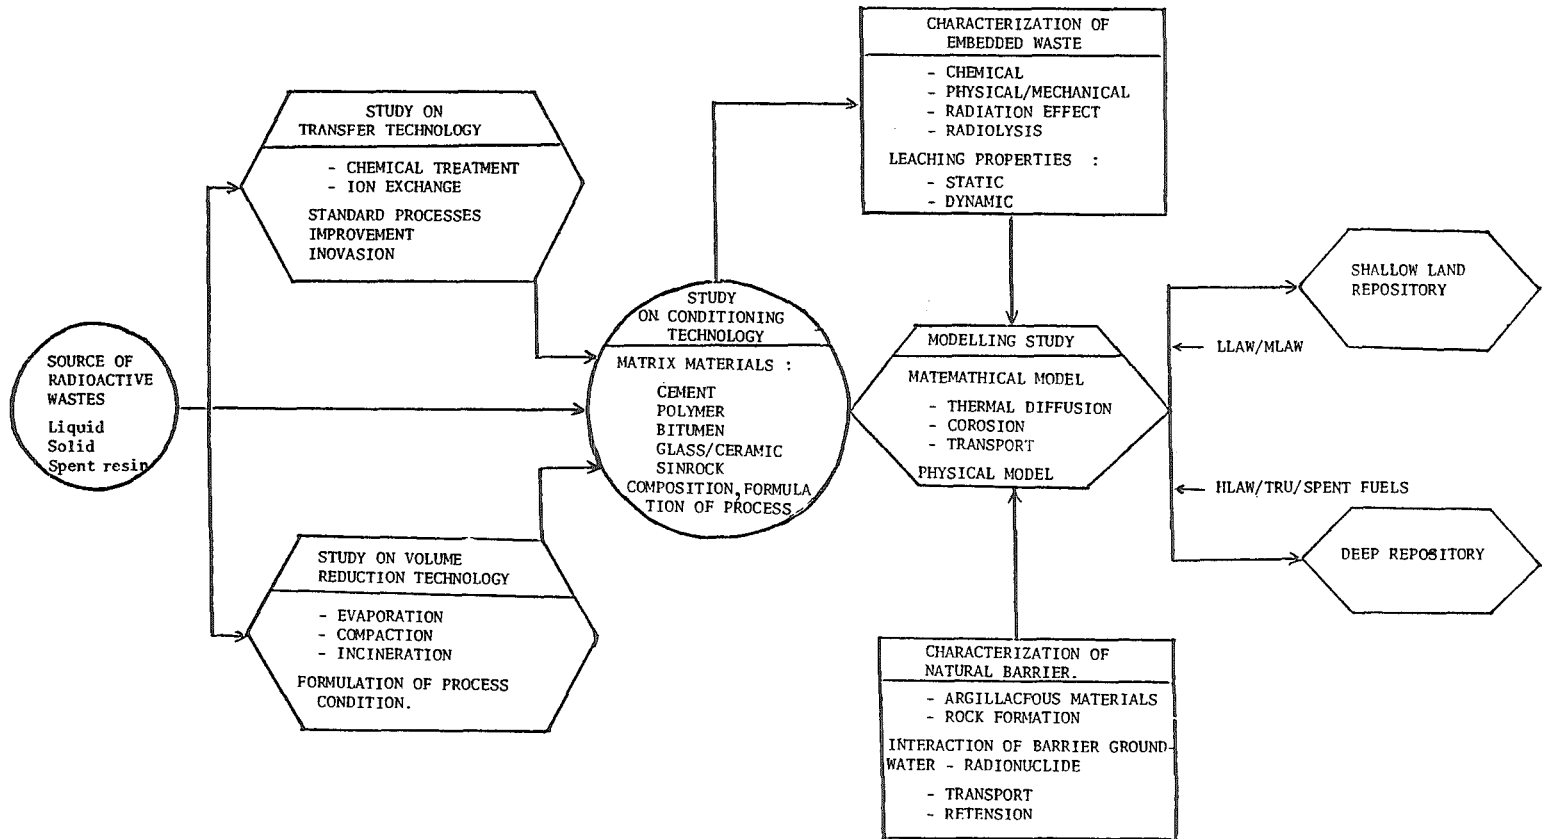 SOURCE OF
RADIOACTIVE
WASTES
Liquid
Solid
Spent resin
STUDY ON
TRANSFER TECHNOLOGY
- CHEMICAL TREATMENT
- ION EXCHANGE
STANDARD PROCESSES
IMPROVEMENT
INOVASION
STUDY ON VOLUME
REDUCTION TECHNOLOGY
- EVAPORATION
- COMPACTION
- INCINERATION
FORMULATION OF PROCESS
CONDITION.
STUDY
ON CONDITIONING
TECHNOLOGY
MATRIX MATERIALS :
CEMENT
POLYMER
BITUMEN
GLASS/CERAMIC
SINROCK
COMPOSITION, FORMULA
TION OF PROCESS
CHARACTERIZATION OF
EMBEDDED WASTE
- CHEMICAL
- PHYSICAL/MECHANICAL
- RADIATION EFFECT
- RADIOLYSIS
LEACHING PROPERTIES :
- STATIC
- DYNAMIC
MODELLING STUDY
MATEMATHICAL MODEL
- THERMAL DIFFUSION
- COROSION
- TRANSPORT
PHYSICAL MODEL
CHARACTERIZATION OF
NATURAL BARRIER.
- ARGILLACFOUS MATERIALS
- ROCK FORMATION
INTERACTION OF BARRIER GROUND-
WATER - RADIONUCLIDE
- TRANSPORT
- RETENSION
SHALLOW LAND
REPOSITORY
LLAW/MLAW
HLAW/TRU/SPENT FUELS
DEEP REPOSITORY